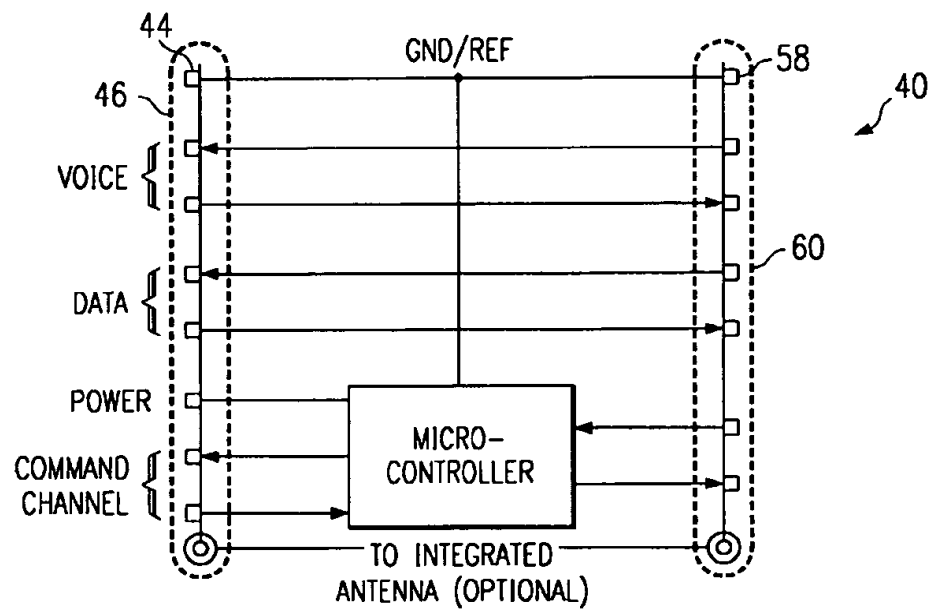 44
GND/REF
58
46
40
VOICE
60
DATA
POWER
MICRO-
CONTROLLER
COMMAND
CHANNEL
TO INTEGRATED
ANTENNA (OPTIONAL)